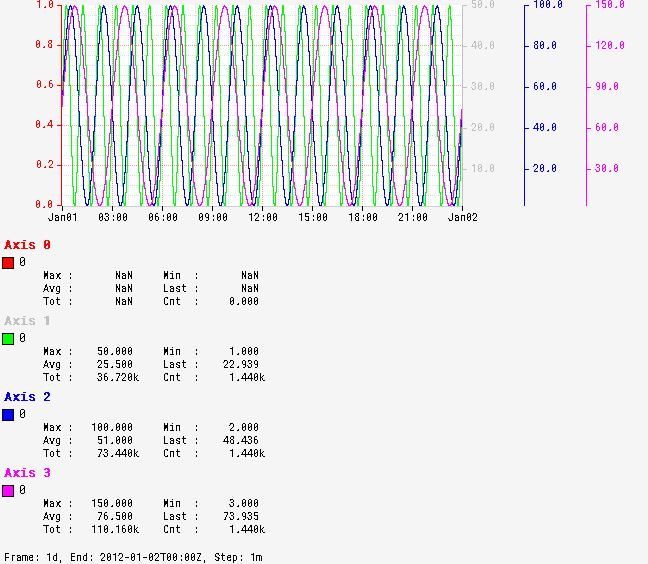 1.0 50.0 100.0 150.0
0.8 40.0 80.0 120.0
0.6 30.0 60.0 90.0
0.4 20.0 40.0 60.0
0.2 10.0 20.0 30.0
0.0
Jan01 03:00 06:00 09:00 12:00 15:00 18:00 21:00 Jan02
Axis 0
0
Max : NaN Min : NaN
Avg : NaN Last : NaN
Tot : NaN Cnt : 0.000
Axis 1
0
Max : 50.000 Min : 1.000
Avg : 25.500 Last : 22.939
Tot : 36.720k Cnt : 1.440k
Axis 2
0
Max : 100.000 Min : 2.000
Avg : 51.000 Last : 48.436
Tot : 73.440k Cnt : 1.440k
Axis 3
0
Max : 150.000 Min : 3.000
Avg : 76.500 Last : 73.935
Tot : 110.160k Cnt : 1.440k
Frame: 1d, End: 2012-01-02T00:00Z, Step: 1m